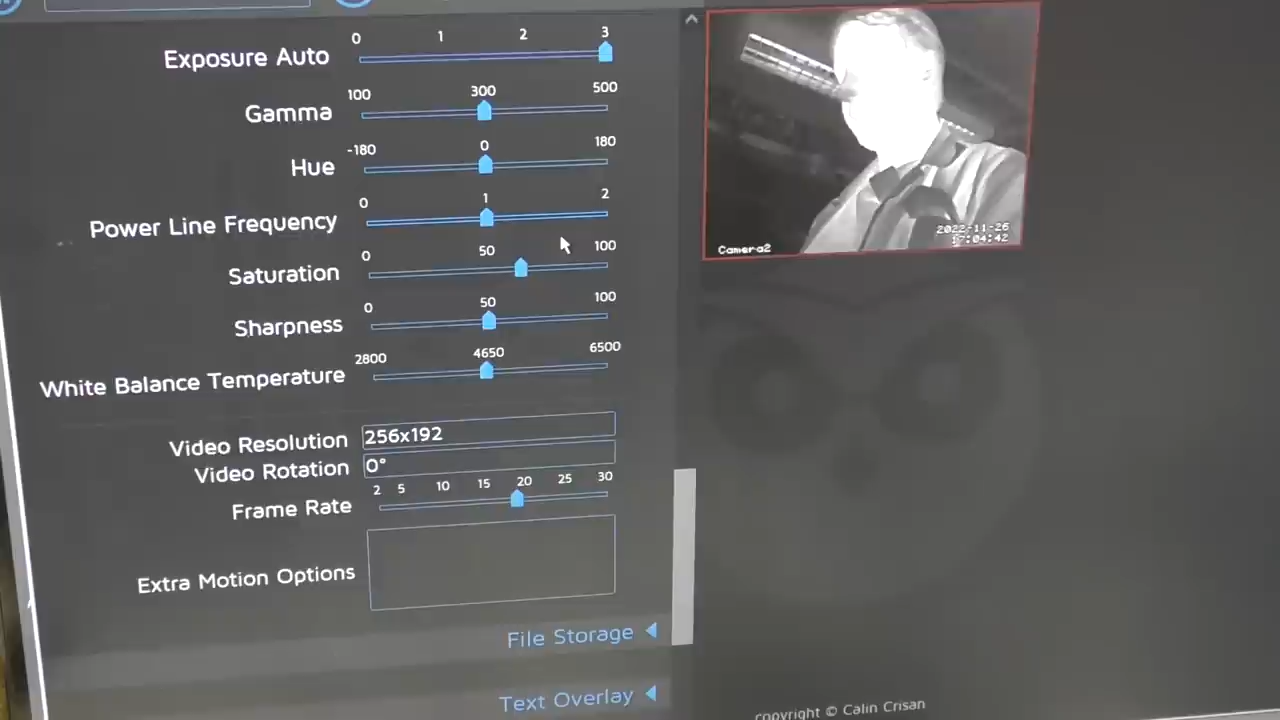 Exposure Auto 0 1 2 3
Gamma 100 300 500
Hue -180 0 180
Power Line Frequency 0 1 2
Saturation 0 50 100
Sharpness 0 50 100
White Balance Temperature 2800 4650 6500
Video Resolution 256x192
Video Rotation 0°
Frame Rate 2 5 10 15 20 25 30
Extra Motion Options
File Storage
Text Overlay
Camera2
2022-11-26
17:04:42
copyright © Calin Crisan